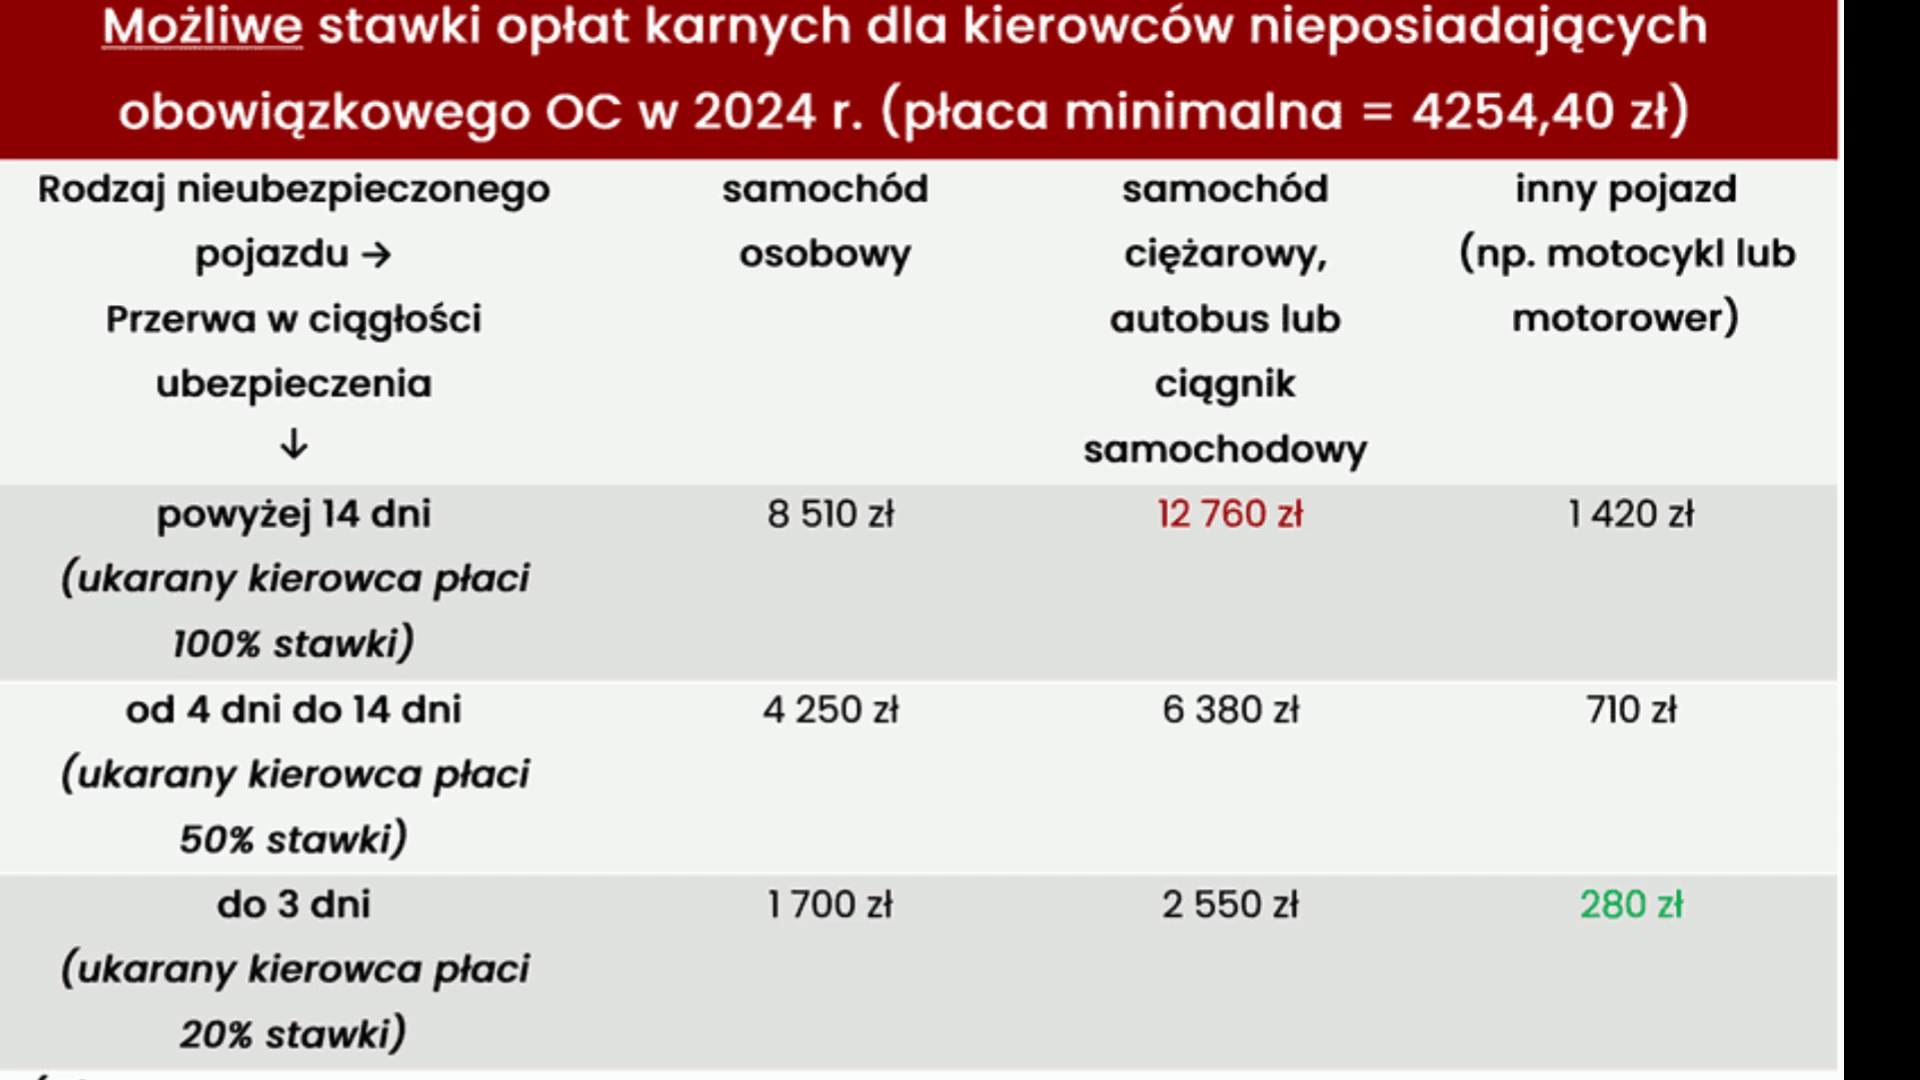 Możliwe stawki opłat karnych dla kierowców nieposiadających
obowiązkowego OC w 2024 r. (płaca minimalna = 4254,40 zł)
Rodzaj nieubezpieczonego
pojazdu →
Przerwa w ciągłości
ubezpieczenia
↓
samochód
osobowy
samochód
ciężarowy,
autobus lub
ciągnik
samochodowy
inny pojazd
(np. motocykl lub
motorower)
powyżej 14 dni
(ukarany kierowca płaci
100% stawki)
8 510 zł
12 760 zł
1 420 zł
od 4 dni do 14 dni
(ukarany kierowca płaci
50% stawki)
4 250 zł
6 380 zł
710 zł
do 3 dni
(ukarany kierowca płaci
20% stawki)
1 700 zł
2 550 zł
280 zł